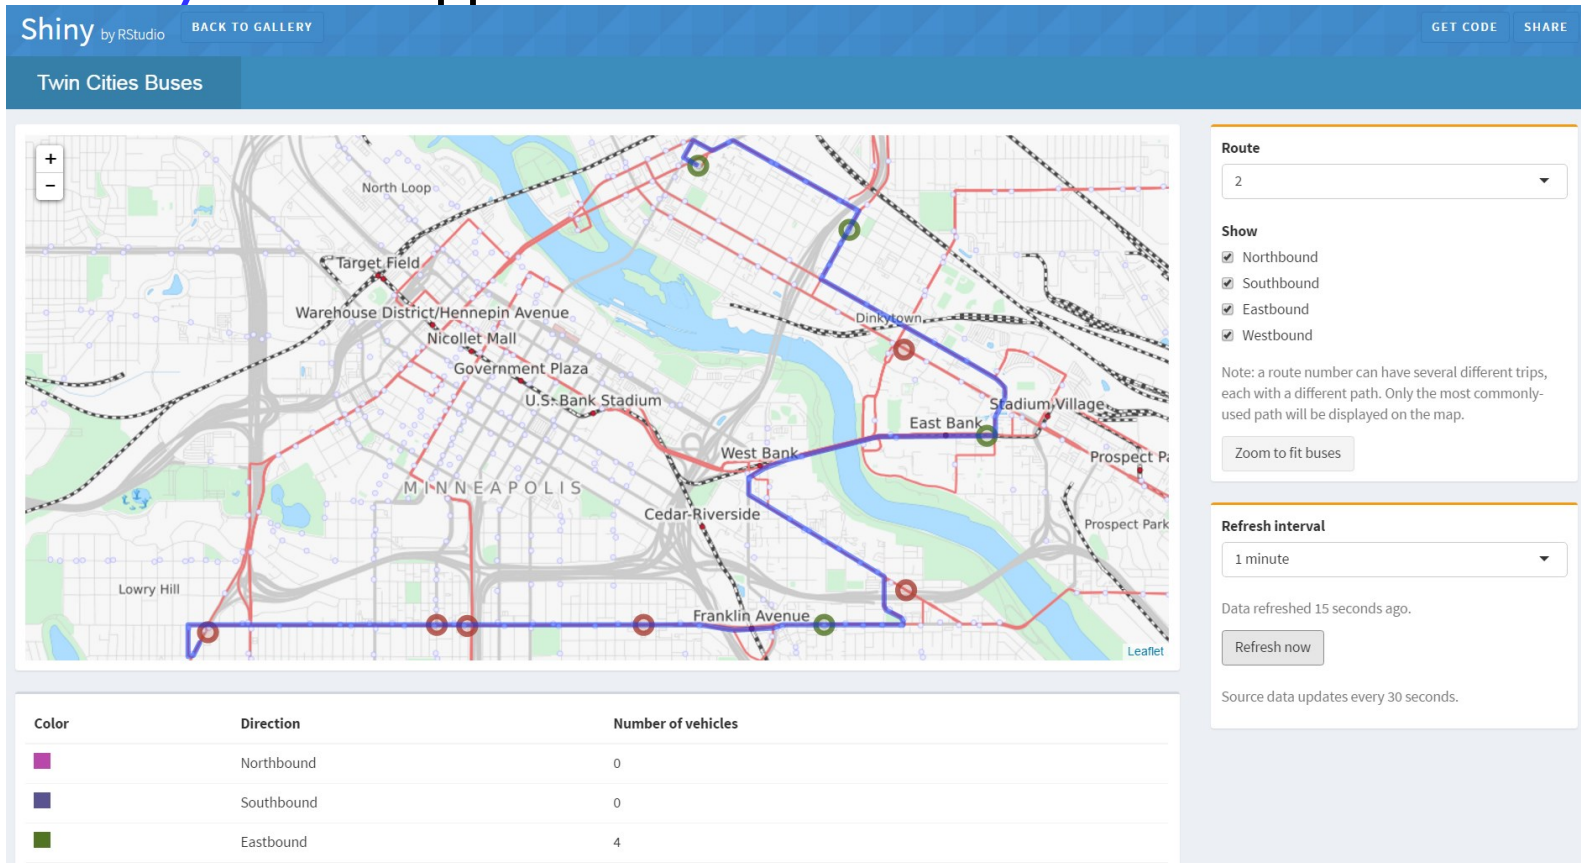 Shiny by RStudio
BACK TO GALLERY
GET CODE
SHARE
Twin Cities Buses
+
−
North Loop
Target Field
Warehouse District/Hennepin Avenue
Nicollet Mall
Government Plaza
U.S. Bank Stadium
Dinkytown
Stadium Village
East Bank
West Bank
Prospect Pa
MINNEAPOLIS
Cedar-Riverside
Prospect Park
Lowry Hill
Franklin Avenue
Leaflet
Route
2
Show
Northbound
Southbound
Eastbound
Westbound
Note: a route number can have several different trips,
each with a different path. Only the most commonly-
used path will be displayed on the map.
Zoom to fit buses
Refresh interval
1 minute
Data refreshed 15 seconds ago.
Refresh now
Source data updates every 30 seconds.
Color Direction Number of vehicles
Northbound 0
Southbound 0
Eastbound 4